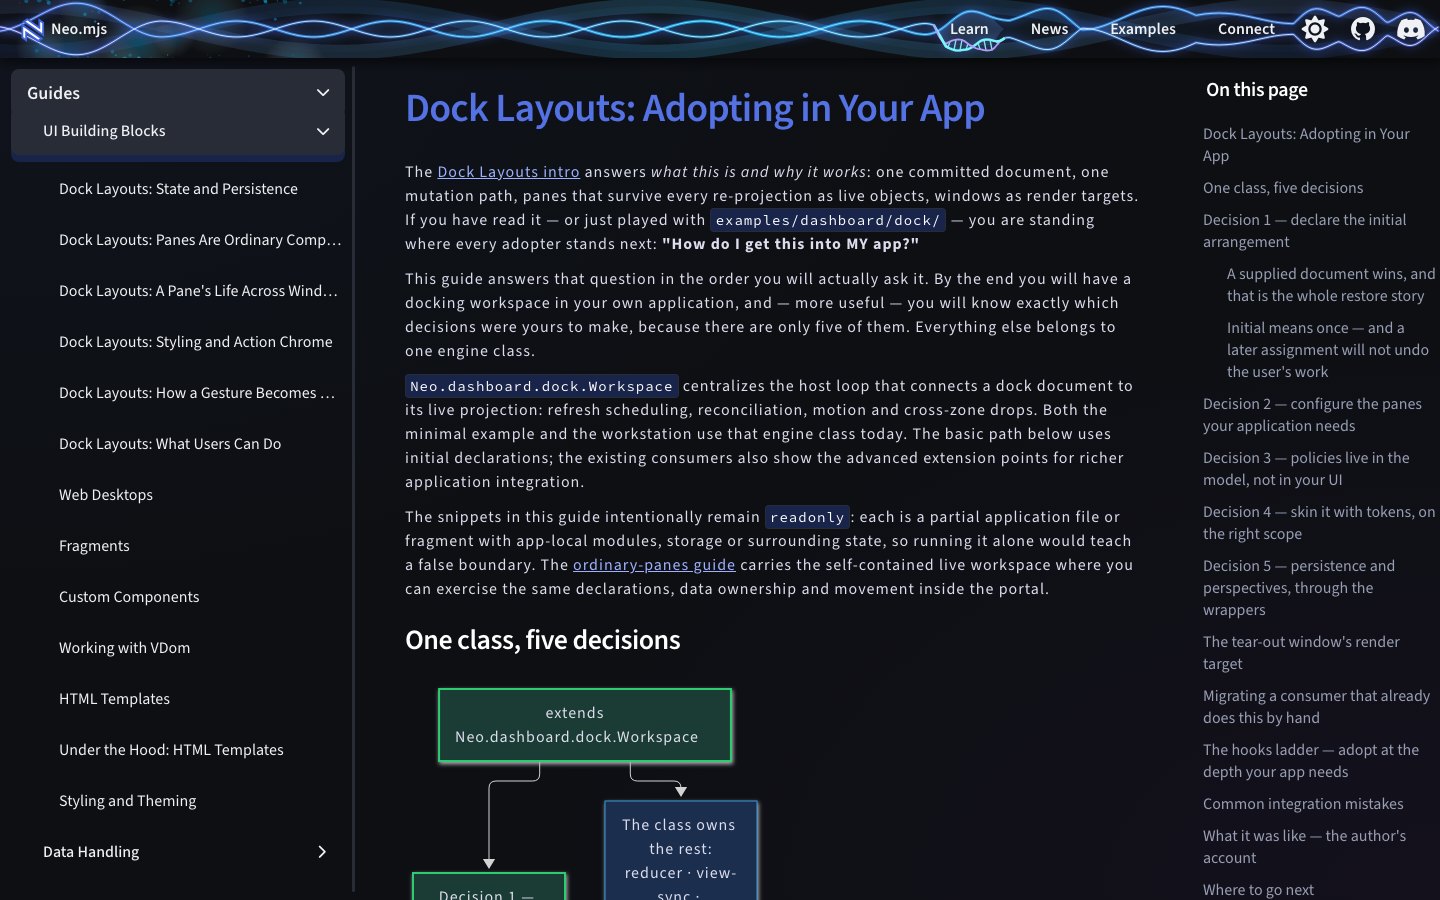 Neo.mjs
Learn
News
Examples
Connect
Guides
UI Building Blocks
Dock Layouts: State and Persistence
Dock Layouts: Panes Are Ordinary Comp…
Dock Layouts: A Pane's Life Across Wind…
Dock Layouts: Styling and Action Chrome
Dock Layouts: How a Gesture Becomes …
Dock Layouts: What Users Can Do
Web Desktops
Fragments
Custom Components
Working with VDom
HTML Templates
Under the Hood: HTML Templates
Styling and Theming
Data Handling
Dock Layouts: Adopting in Your App
The Dock Layouts intro answers what this is and why it works: one committed document, one
mutation path, panes that survive every re-projection as live objects, windows as render targets.
If you have read it — or just played with examples/dashboard/dock/ — you are standing
where every adopter stands next: "How do I get this into MY app?"
This guide answers that question in the order you will actually ask it. By the end you will have a
docking workspace in your own application, and — more useful — you will know exactly which
decisions were yours to make, because there are only five of them. Everything else belongs to
one engine class.
Neo.dashboard.dock.Workspace centralizes the host loop that connects a dock document to
its live projection: refresh scheduling, reconciliation, motion and cross-zone drops. Both the
minimal example and the workstation use that engine class today. The basic path below uses
initial declarations; the existing consumers also show the advanced extension points for richer
application integration.
The snippets in this guide intentionally remain readonly: each is a partial application file or
fragment with app-local modules, storage or surrounding state, so running it alone would teach
a false boundary. The ordinary-panes guide carries the self-contained live workspace where you
can exercise the same declarations, data ownership and movement inside the portal.
One class, five decisions
extends
Neo.dashboard.dock.Workspace
The class owns
the rest:
reducer · view-
sync ·
Decision 1 —
On this page
Dock Layouts: Adopting in Your
App
One class, five decisions
Decision 1 — declare the initial
arrangement
A supplied document wins, and
that is the whole restore story
Initial means once — and a
later assignment will not undo
the user's work
Decision 2 — configure the panes
your application needs
Decision 3 — policies live in the
model, not in your UI
Decision 4 — skin it with tokens, on
the right scope
Decision 5 — persistence and
perspectives, through the
wrappers
The tear-out window's render
target
Migrating a consumer that already
does this by hand
The hooks ladder — adopt at the
depth your app needs
Common integration mistakes
What it was like — the author's
account
Where to go next